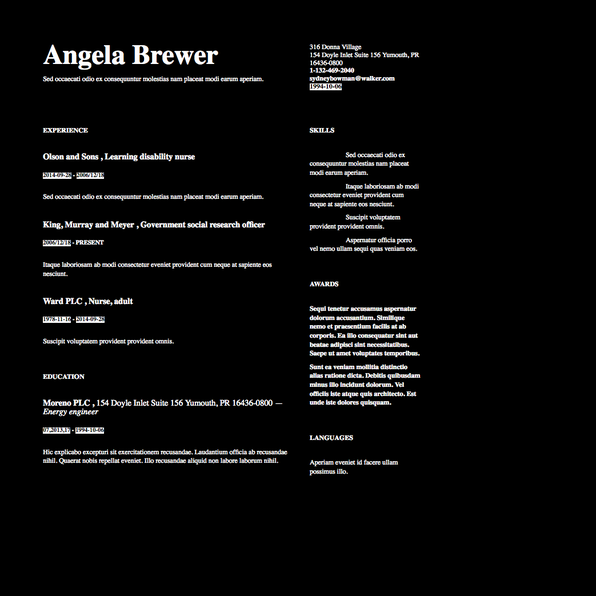 Angela Brewer
Sed occaecati odio ex consequuntur molestias nam placeat modi earum aperiam.
316 Donna Village
154 Doyle Inlet Suite 156 Yumouth, PR
16436-0800
1-132-469-2040
sydneybowman@walker.com
1994-10-06
EXPERIENCE
Olson and Sons , Learning disability nurse
2014-09-28 - 2006/12/18
Sed occaecati odio ex consequuntur molestias nam placeat modi earum aperiam.
King, Murray and Meyer , Government social research officer
2006/12/18 - PRESENT
Itaque laboriosam ab modi consectetur eveniet provident cum neque at sapiente eos
nesciunt.
Ward PLC , Nurse, adult
1978-11-16 - 2014-09-28
Suscipit voluptatem provident provident omnis.
EDUCATION
Moreno PLC , 154 Doyle Inlet Suite 156 Yumouth, PR 16436-0800 —
Energy engineer
07.2013.17 - 1994-10-06
Hic explicabo excepturi sit exercitationem recusandae. Laudantium officia ab recusandae
nihil. Quaerat nobis repellat eveniet. Illo recusandae aliquid non labore laborum nihil.
SKILLS
Sed occaecati odio ex
consequuntur molestias nam placeat
modi earum aperiam.
Itaque laboriosam ab modi
consectetur eveniet provident cum
neque at sapiente eos nesciunt.
Suscipit voluptatem
provident provident omnis.
Aspernatur officia porro
vel nemo ullam sequi quas veniam eos.
AWARDS
Sequi tenetur accusamus aspernatur
dolorum accusantium. Similique
nemo et praesentium facilis at ab
corporis. Ea illo consequatur sint aut
beatae adipisci sint necessitatibus.
Saepe ut amet voluptates temporibus.
Sunt ea veniam mollitia distinctio
alias ratione dicta. Debitis quibusdam
minus illo incidunt dolorum. Vel
officiis iste atque quis architecto. Est
unde iste dolores quisquam.
LANGUAGES
Aperiam eveniet id facere ullam
possimus illo.